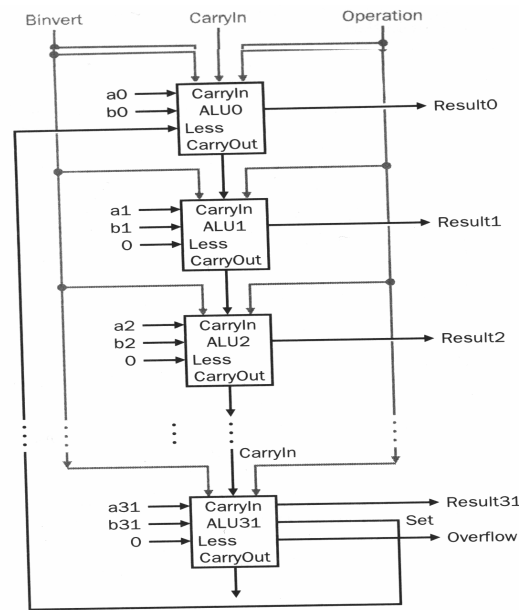 Binvert CarryIn Operation
a0 CarryIn
b0 ALU0 Result0
Less
CarryOut
a1 CarryIn
b1 ALU1 Result1
0 Less
CarryOut
a2 CarryIn
b2 ALU2 Result2
0 Less
CarryOut
CarryIn
a31 CarryIn Result31
b31 ALU31 Set
0 Less Overflow
CarryOut